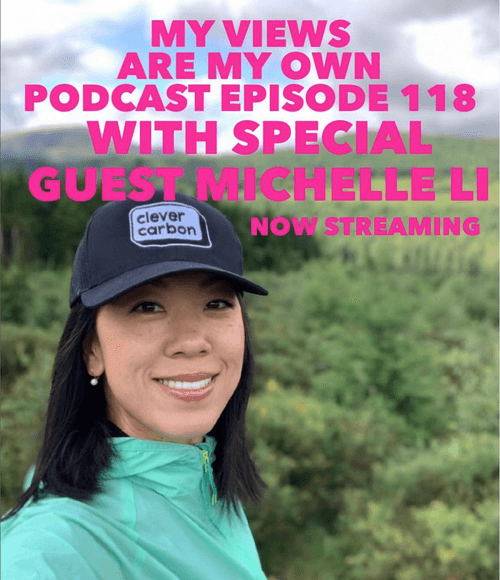 MY VIEWS
ARE MY OWN
PODCAST EPISODE 118
WITH SPECIAL
GUEST MICHELLE LI
NOW STREAMING
clever
carbon